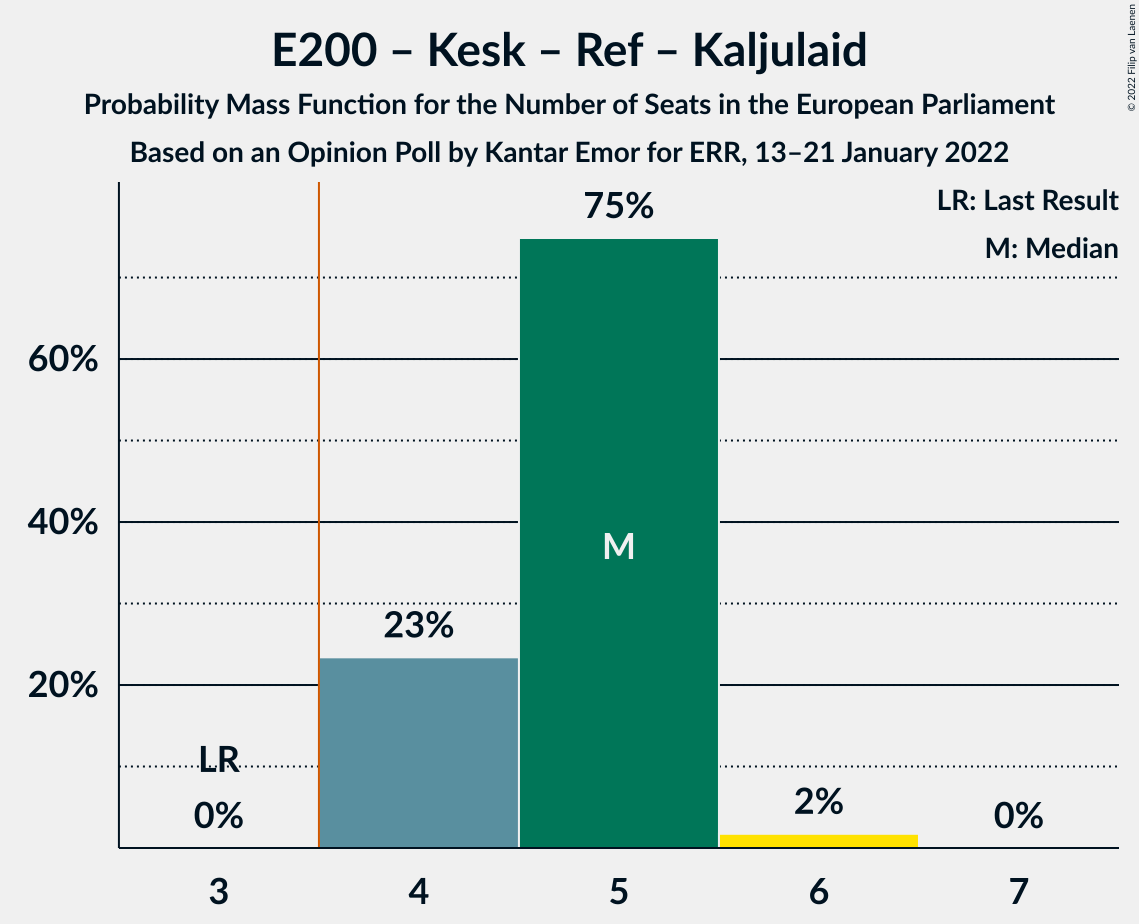 E200 – Kesk – Ref – Kaljulaid
Probability Mass Function for the Number of Seats in the European Parliament
Based on an Opinion Poll by Kantar Emor for ERR, 13–21 January 2022
© 2022 Filip van Laenen
LR: Last Result
M: Median
75%
60%
40%
M
23%
20%
LR
0%
2%
0%
3 4 5 6 7